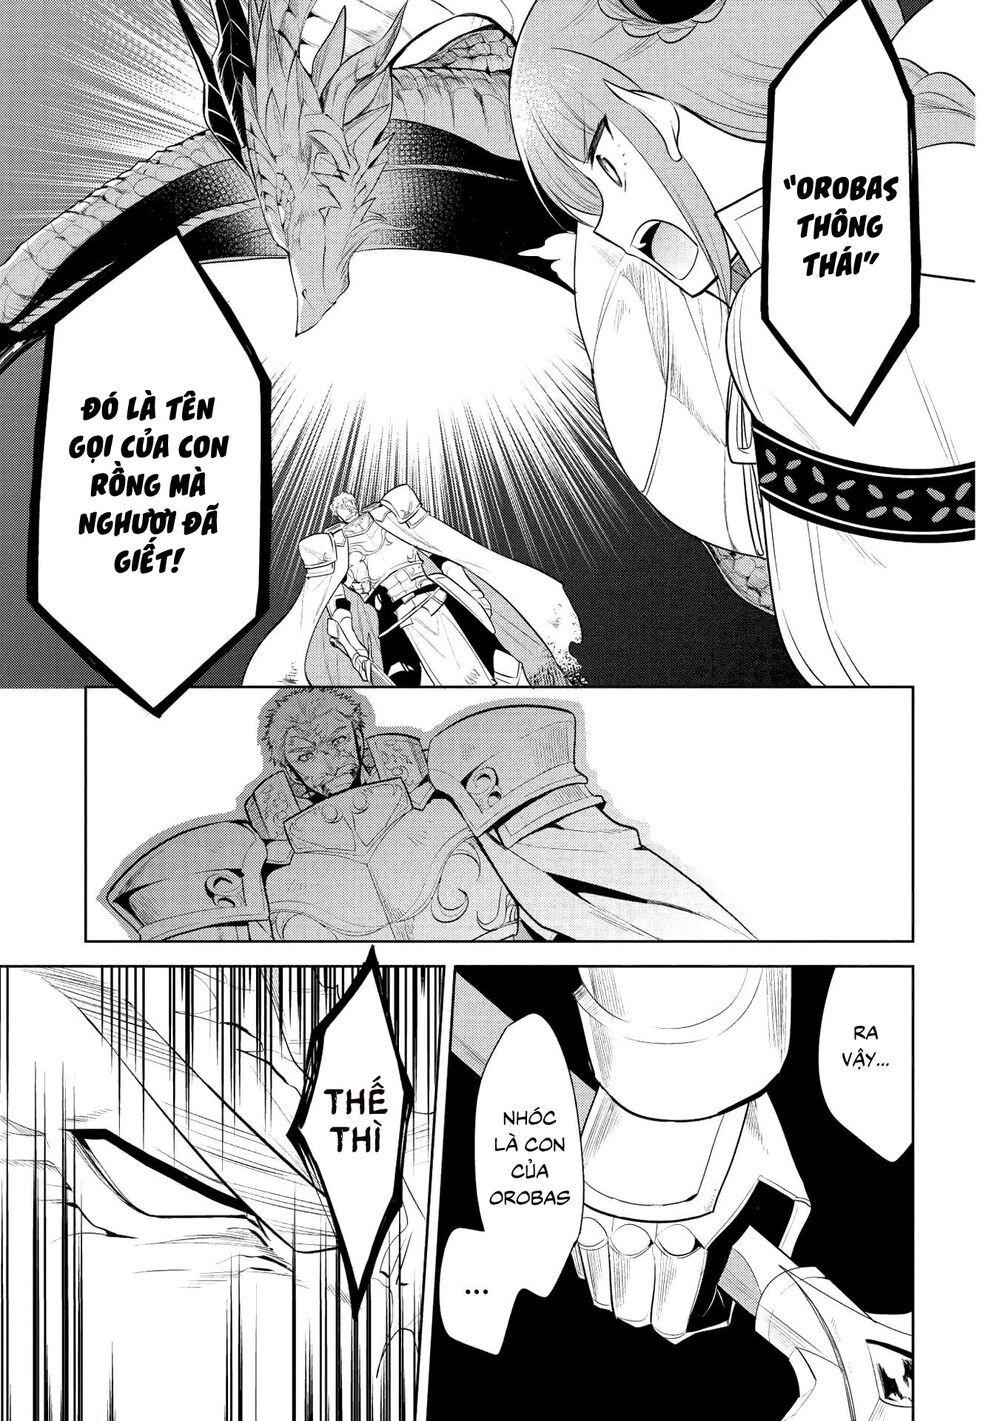 “OROBAS
THÔNG
THÁI”
ĐÓ LÀ TÊN
GỌI CỦA CON
RỒNG MÀ
NGHƯƠI ĐÃ
GIẾT!
RA
VẬY...
NHÓC
LÀ CON
CỦA
OROBAS
...
THẾ
THÌ